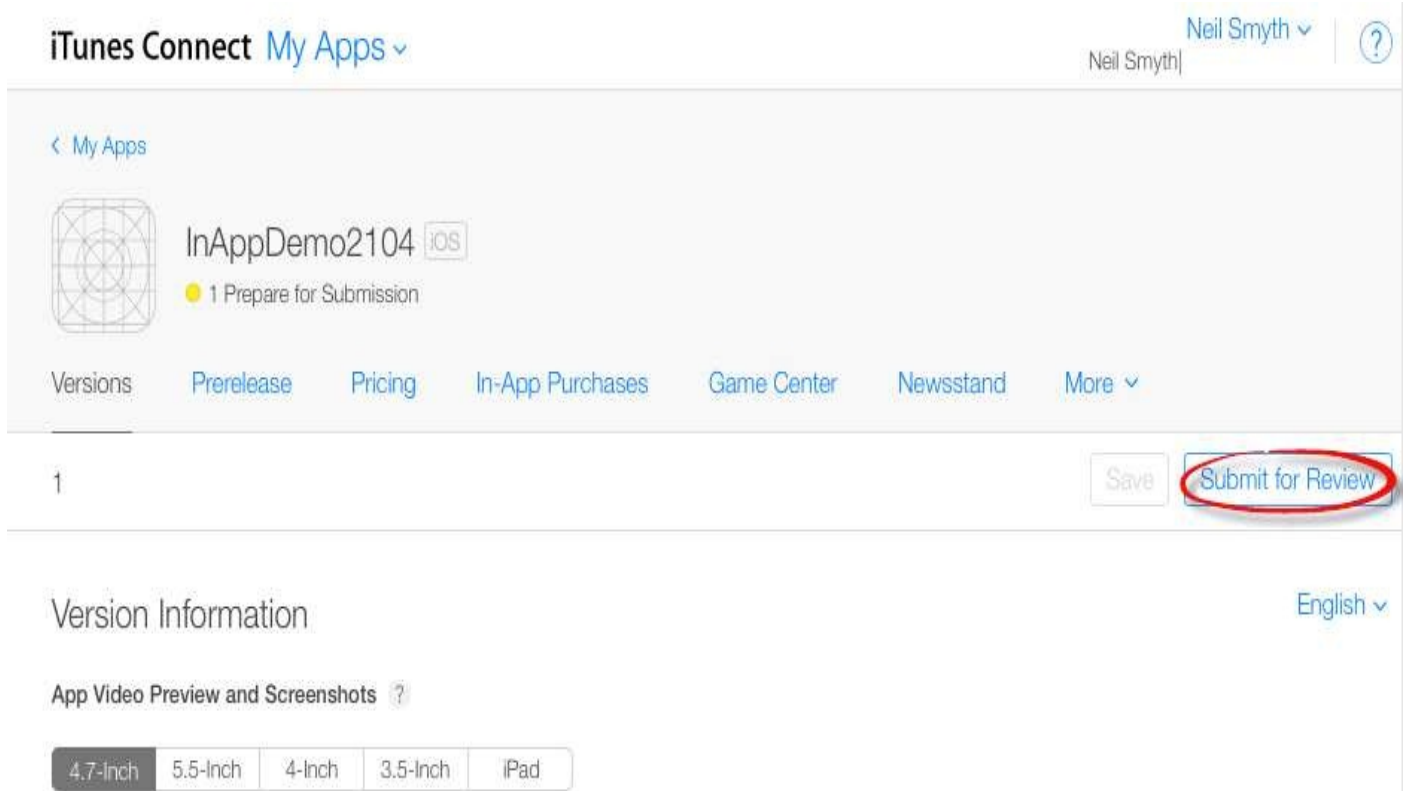 iTunes Connect My Apps
Neil Smyth
Neil Smyth
?
My Apps
InAppDemo2104 iOS
1 Prepare for Submission
Versions Prerelease Pricing In-App Purchases Game Center Newsstand More
1 Save Submit for Review
Version Information English
App Video Preview and Screenshots ?
4.7-Inch 5.5-Inch 4-Inch 3.5-Inch iPad